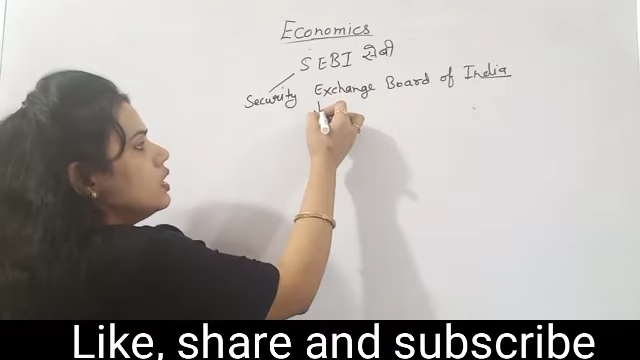 Economics
SEBI सेबी
Security Exchange Board of India
Like, share and subscribe